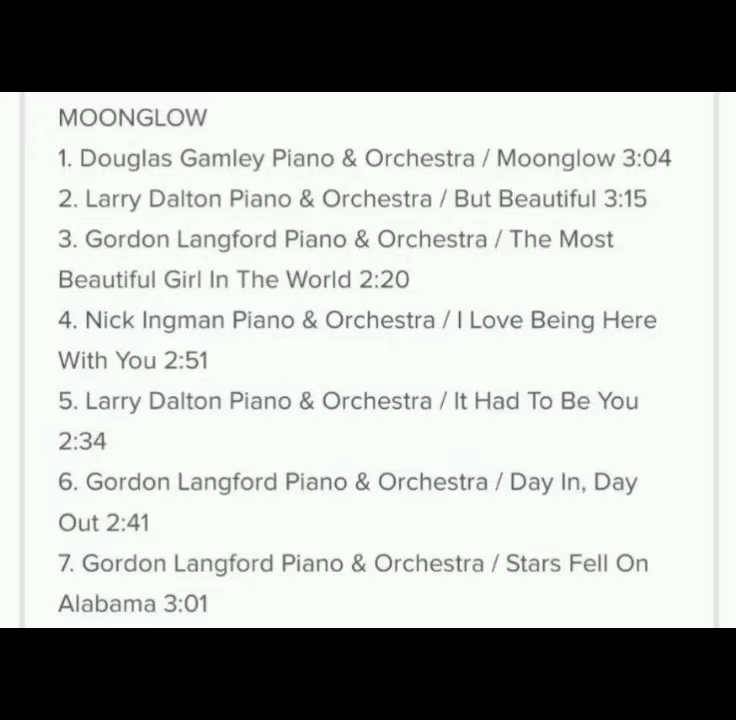 MOONGLOW
1. Douglas Gamley Piano & Orchestra / Moonglow 3:04
2. Larry Dalton Piano & Orchestra / But Beautiful 3:15
3. Gordon Langford Piano & Orchestra / The Most
Beautiful Girl In The World 2:20
4. Nick Ingman Piano & Orchestra / I Love Being Here
With You 2:51
5. Larry Dalton Piano & Orchestra / It Had To Be You
2:34
6. Gordon Langford Piano & Orchestra / Day In, Day
Out 2:41
7. Gordon Langford Piano & Orchestra / Stars Fell On
Alabama 3:01